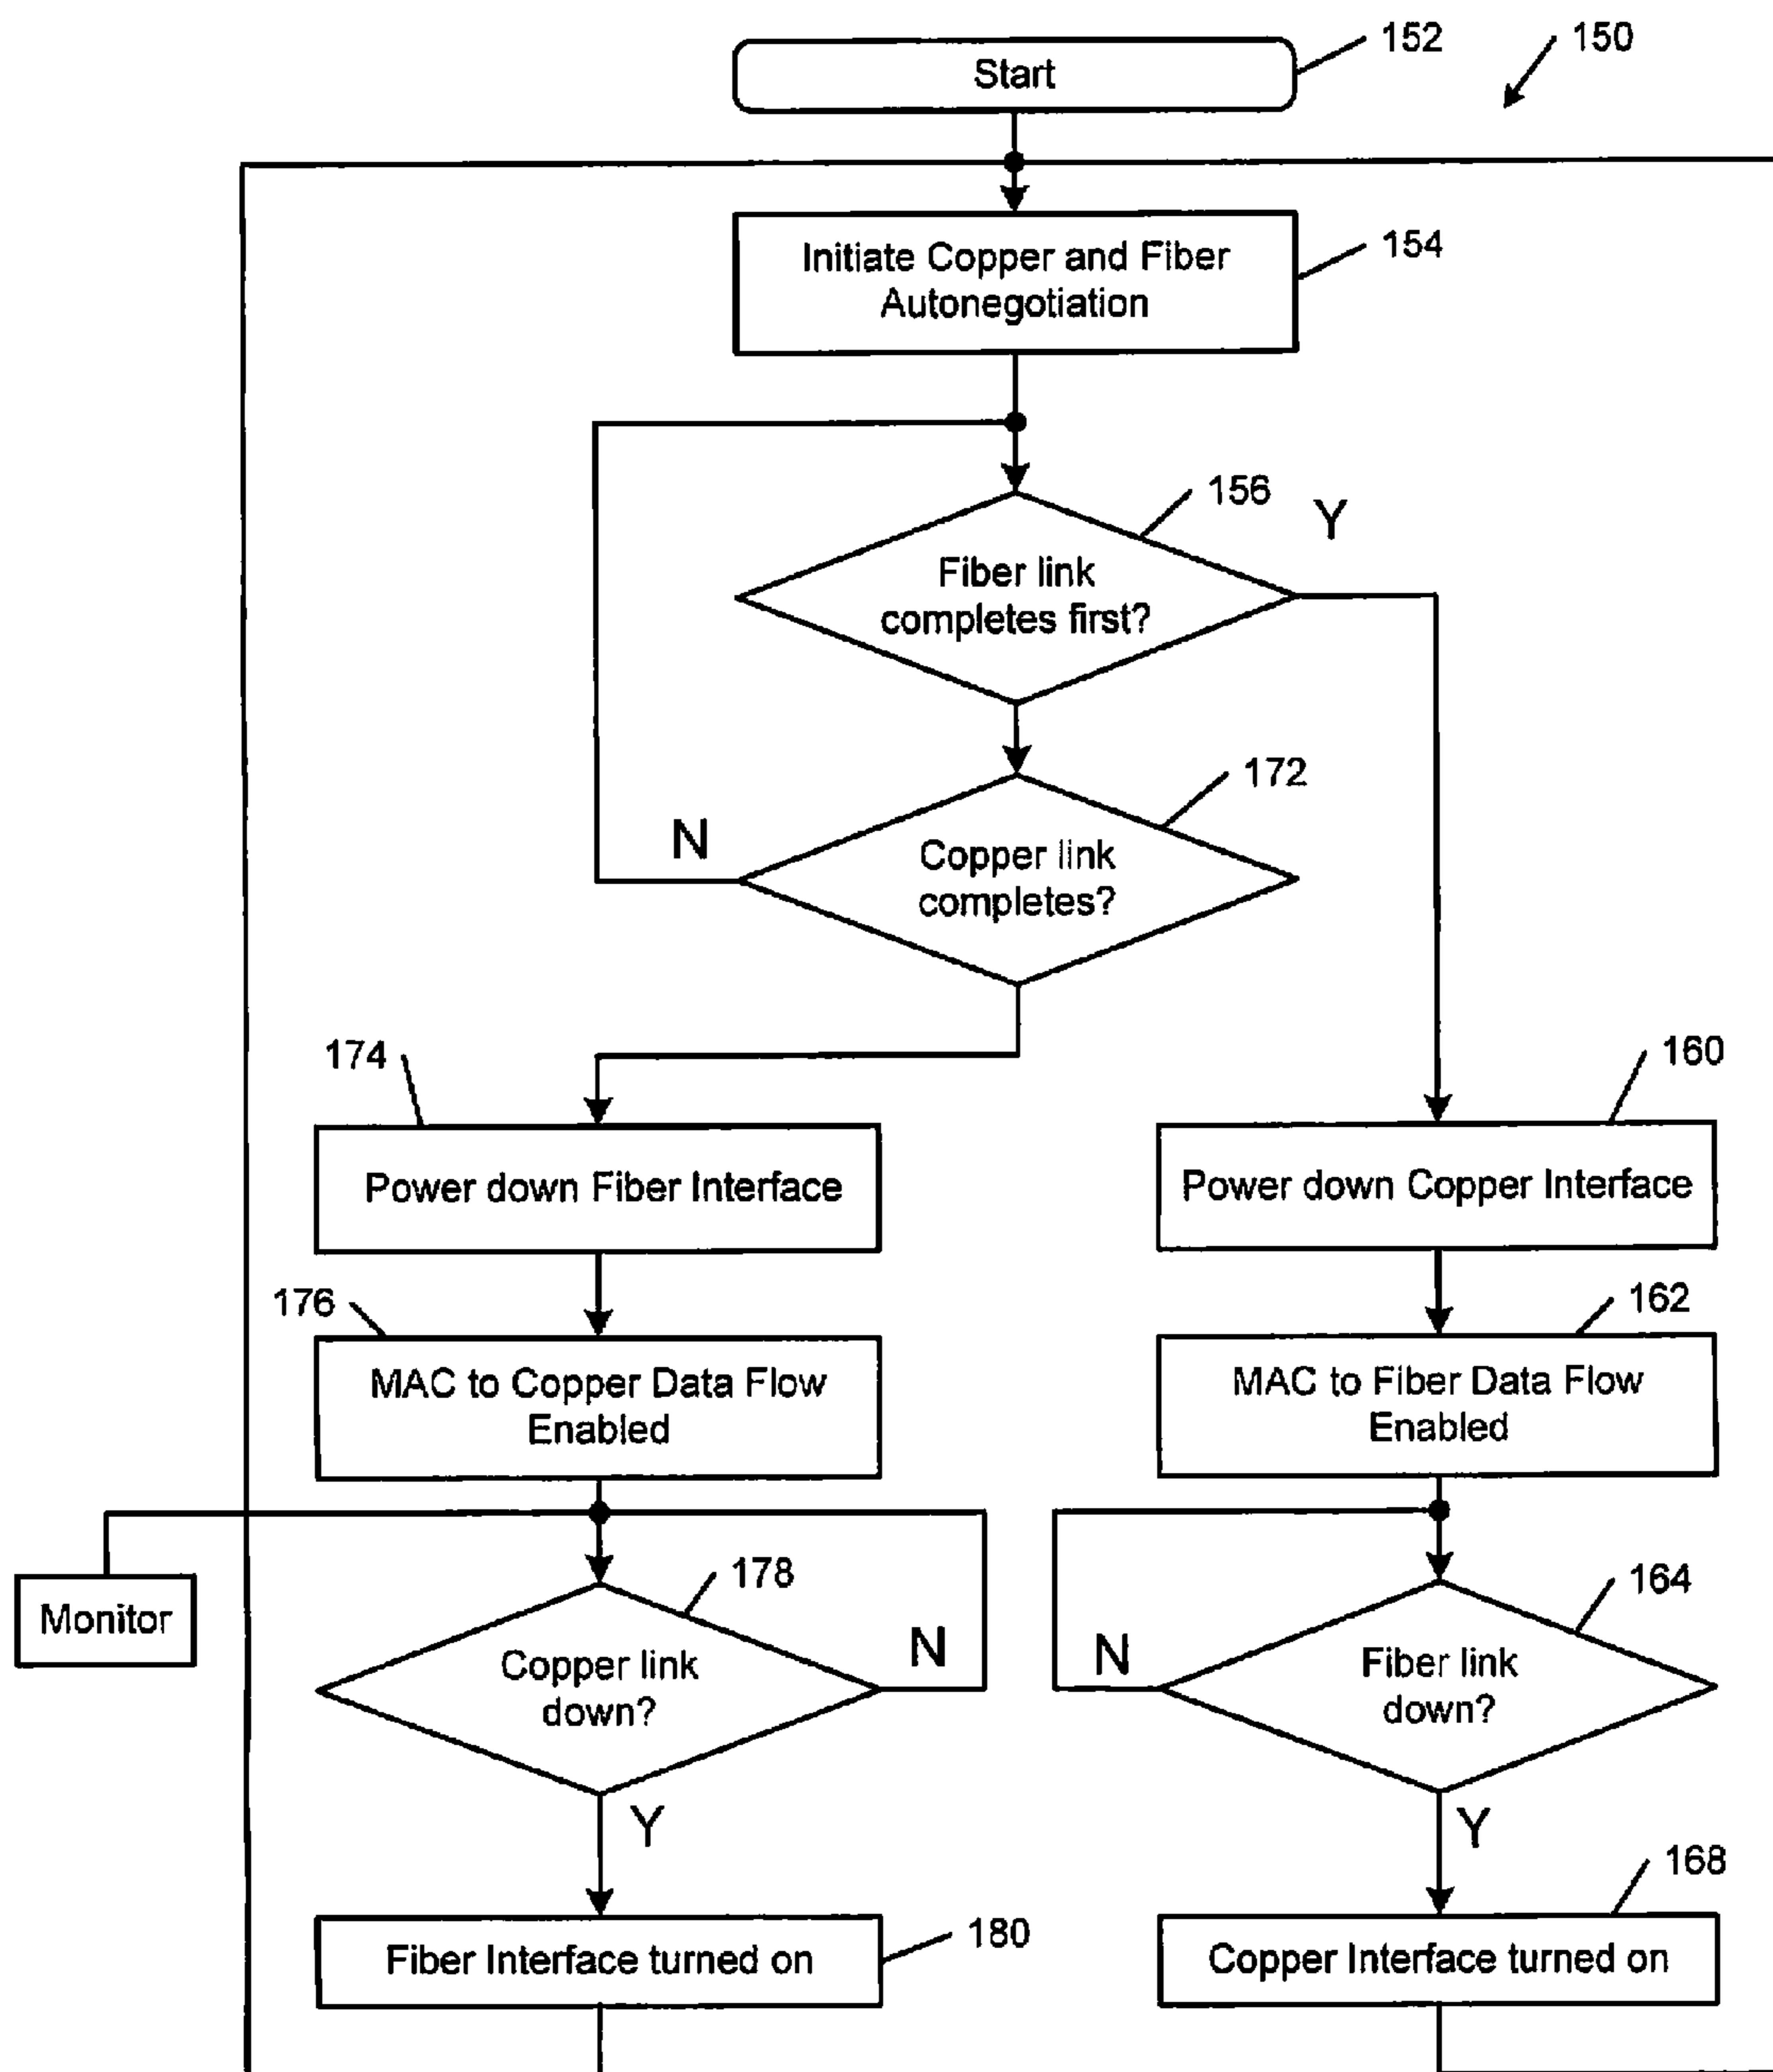 152
150
Start
Initiate Copper and Fiber
Autonegotiation
154
156
Y
Fiber link
completes first?
172
N
Copper link
completes?
174
160
Power down Fiber Interface
Power down Copper Interface
176
162
MAC to Copper Data Flow
Enabled
MAC to Fiber Data Flow
Enabled
178
164
Monitor
Copper link
down?
N
N
Fiber link
down?
Y
Y
168
Fiber Interface turned on
180
Copper Interface turned on